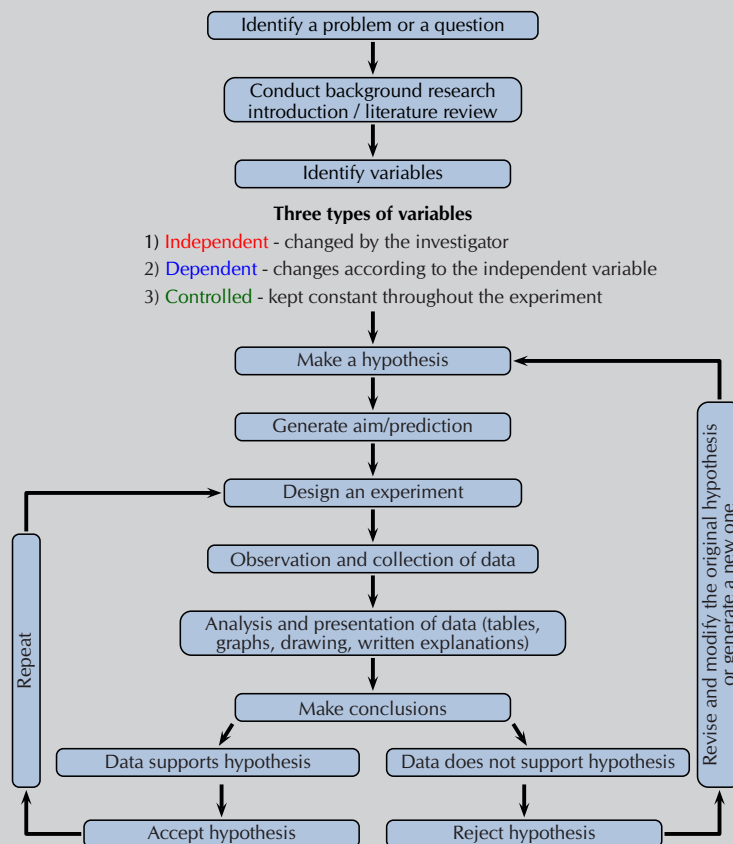 Identify a problem or a question
Conduct background research
introduction / literature review
Identify variables
Three types of variables
1) Independent - changed by the investigator
2) Dependent - changes according to the independent variable
3) Controlled - kept constant throughout the experiment
Make a hypothesis
Generate aim/prediction
Design an experiment
Observation and collection of data
Analysis and presentation of data (tables,
graphs, drawing, written explanations)
Make conclusions
Data supports hypothesis
Data does not support hypothesis
Accept hypothesis
Reject hypothesis
Repeat
Revise and modify the original hypothesis
or generate a new one